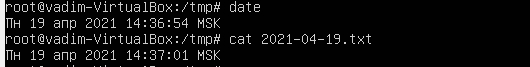 root@vadim-VirtualBox:/tmp# date
Пн 19 апр 2021 14:36:54 MSK
root@vadim-VirtualBox:/tmp# cat 2021-04-19.txt
Пн 19 апр 2021 14:37:01 MSK